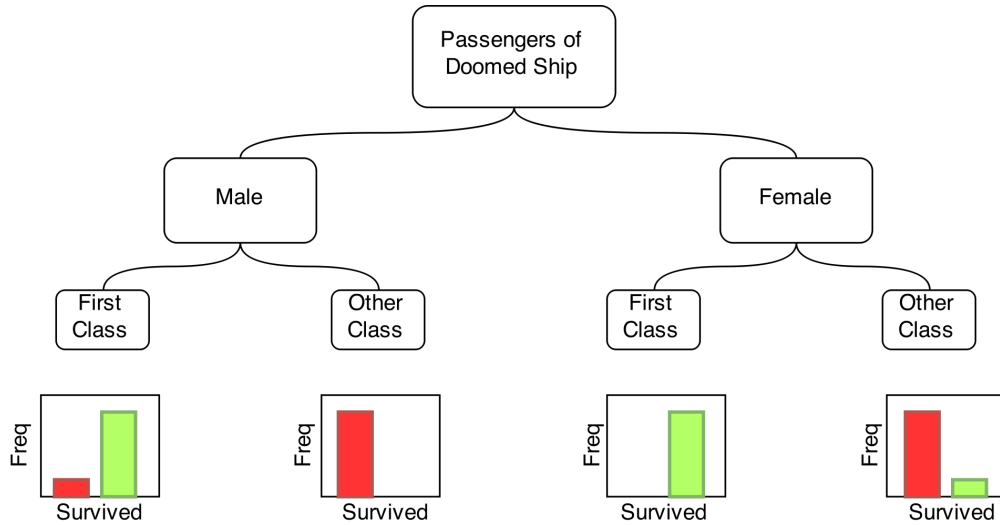 Passengers of
Doomed Ship
Male
Female
First
Class
Other
Class
First
Class
Other
Class
Freq
Survived
Freq
Survived
Freq
Survived
Freq
Survived